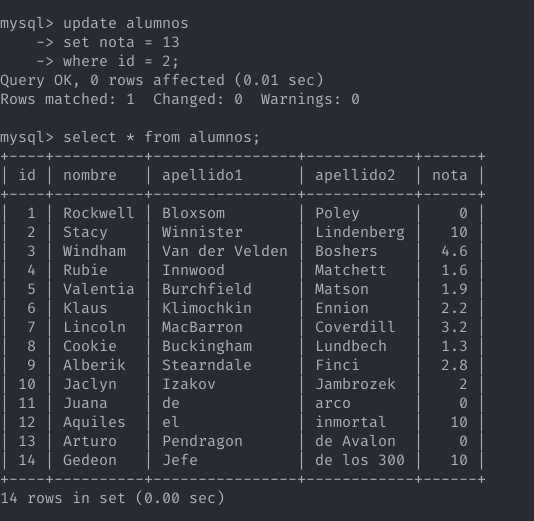 mysql> update alumnos
    -> set nota = 13
    -> where id = 2;
Query OK, 0 rows affected (0.01 sec)
Rows matched: 1  Changed: 0  Warnings: 0
mysql> select * from alumnos;
+----+----------+----------------+------------+------+
| id | nombre   | apellido1      | apellido2  | nota |
+----+----------+----------------+------------+------+
|  1 | Rockwell | Bloxsom        | Poley      |    0 |
|  2 | Stacy    | Winnister      | Lindenberg |   10 |
|  3 | Windham  | Van der Velden | Boshers    |  4.6 |
|  4 | Rubie    | Innwood        | Matchett   |  1.6 |
|  5 | Valentia | Burchfield     | Matson     |  1.9 |
|  6 | Klaus    | Klimochkin     | Ennion     |  2.2 |
|  7 | Lincoln  | MacBarron      | Coverdill  |  3.2 |
|  8 | Cookie   | Buckingham     | Lundbech   |  1.3 |
|  9 | Alberik  | Stearndale     | Finci      |  2.8 |
| 10 | Jaclyn   | Izakov         | Jambrozek  |    2 |
| 11 | Juana    | de             | arco       |    0 |
| 12 | Aquiles  | el             | inmortal   |   10 |
| 13 | Arturo   | Pendragon      | de Avalon  |    0 |
| 14 | Gedeon   | Jefe           | de los 300 |   10 |
+----+----------+----------------+------------+------+
14 rows in set (0.00 sec)